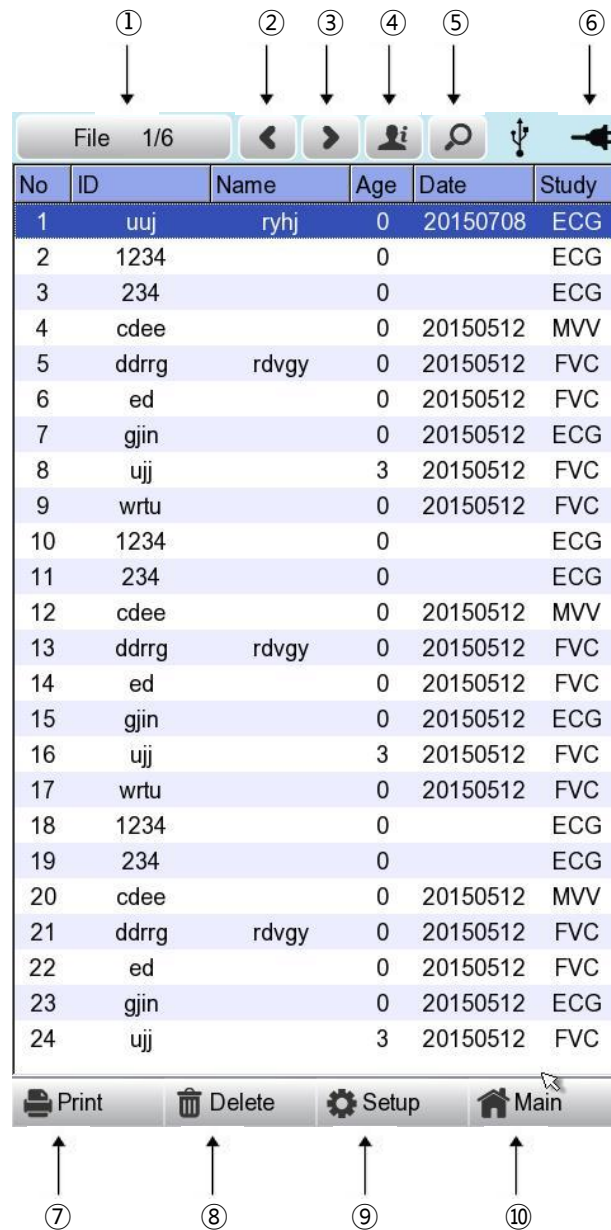 ① ② ③ ④ ⑤ ⑥
File 1/6
No ID Name Age Date Study
1 uuj ryhj 0 20150708 ECG
2 1234 0 ECG
3 234 0 ECG
4 cdee 0 20150512 MVV
5 ddrrg rdvgy 0 20150512 FVC
6 ed 0 20150512 FVC
7 gjin 0 20150512 ECG
8 ujj 3 20150512 FVC
9 wrtu 0 20150512 FVC
10 1234 0 ECG
11 234 0 ECG
12 cdee 0 20150512 MVV
13 ddrrg rdvgy 0 20150512 FVC
14 ed 0 20150512 FVC
15 gjin 0 20150512 ECG
16 ujj 3 20150512 FVC
17 wrtu 0 20150512 FVC
18 1234 0 ECG
19 234 0 ECG
20 cdee 0 20150512 MVV
21 ddrrg rdvgy 0 20150512 FVC
22 ed 0 20150512 FVC
23 gjin 0 20150512 ECG
24 ujj 3 20150512 FVC
Print Delete Setup Main
⑦ ⑧ ⑨ ⑩